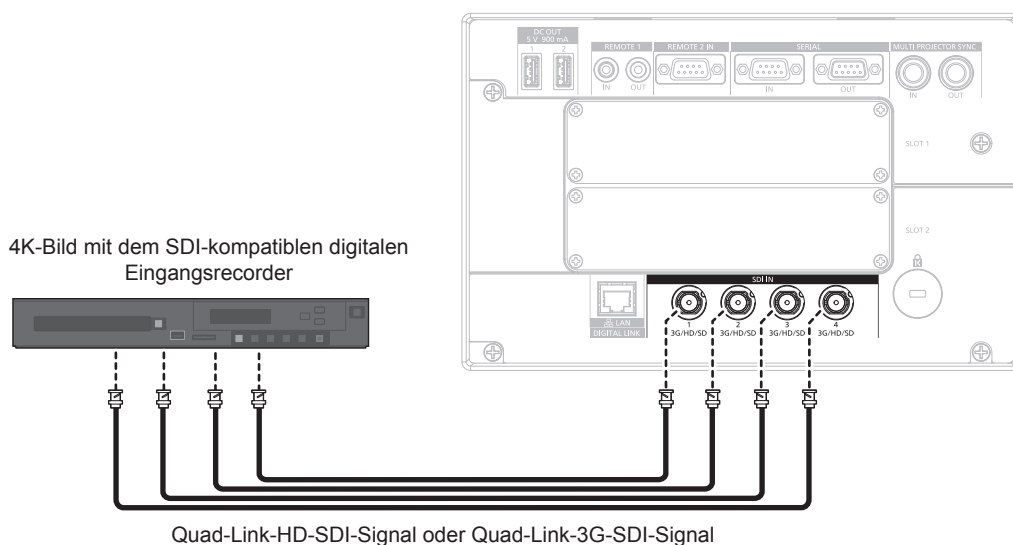 DC OUT
5 V 900 mA
1 2
REMOTE 1 REMOTE 2 IN SERIAL MULTI PROJECTOR SYNC
IN OUT IN OUT IN OUT
SLOT 1
SLOT 2
4K-Bild mit dem SDI-kompatiblen digitalen
Eingangsrecorder
SDI IN
LAN
DIGITAL LINK
1 2 3 4
3G/HD/SD 3G/HD/SD 3G/HD/SD 3G/HD/SD
Quad-Link-HD-SDI-Signal oder Quad-Link-3G-SDI-Signal